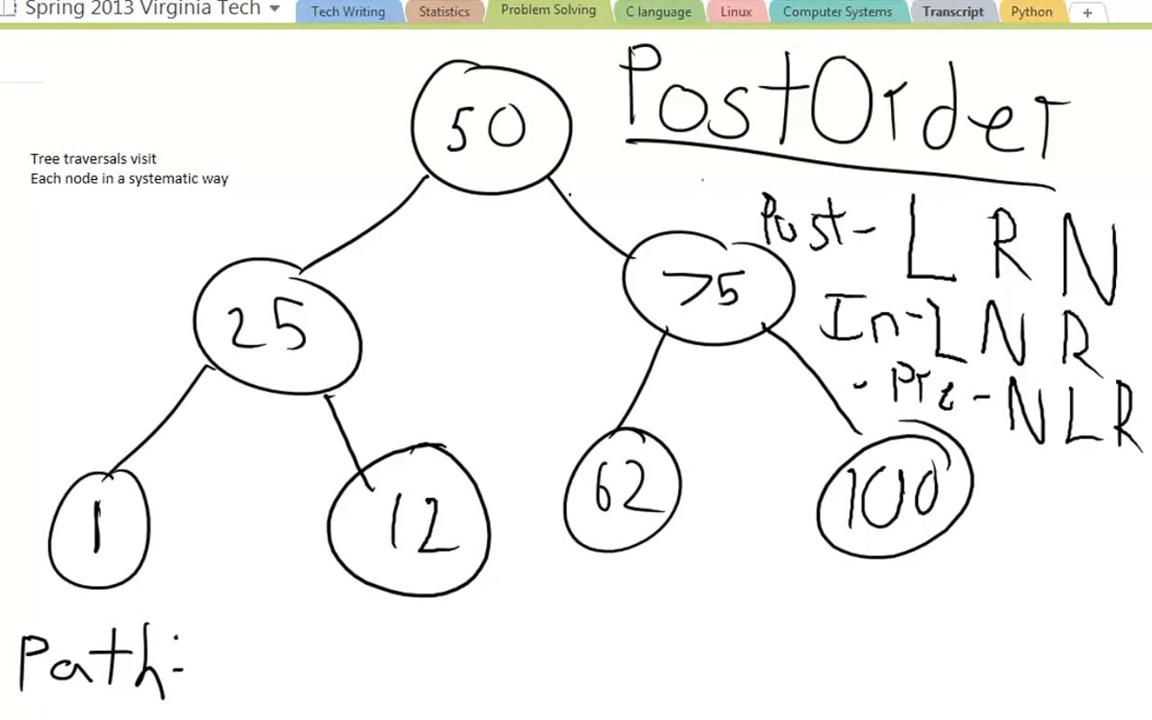 Spring 2013 Virginia Tech
Tech Writing Statistics Problem Solving C language Linux Computer Systems Transcript Python +
PostOrder
Tree traversals visit
Each node in a systematic way
50
Post- L R N
25
75
In- L N R
Pre - N L R
1
12
62
100
Path: